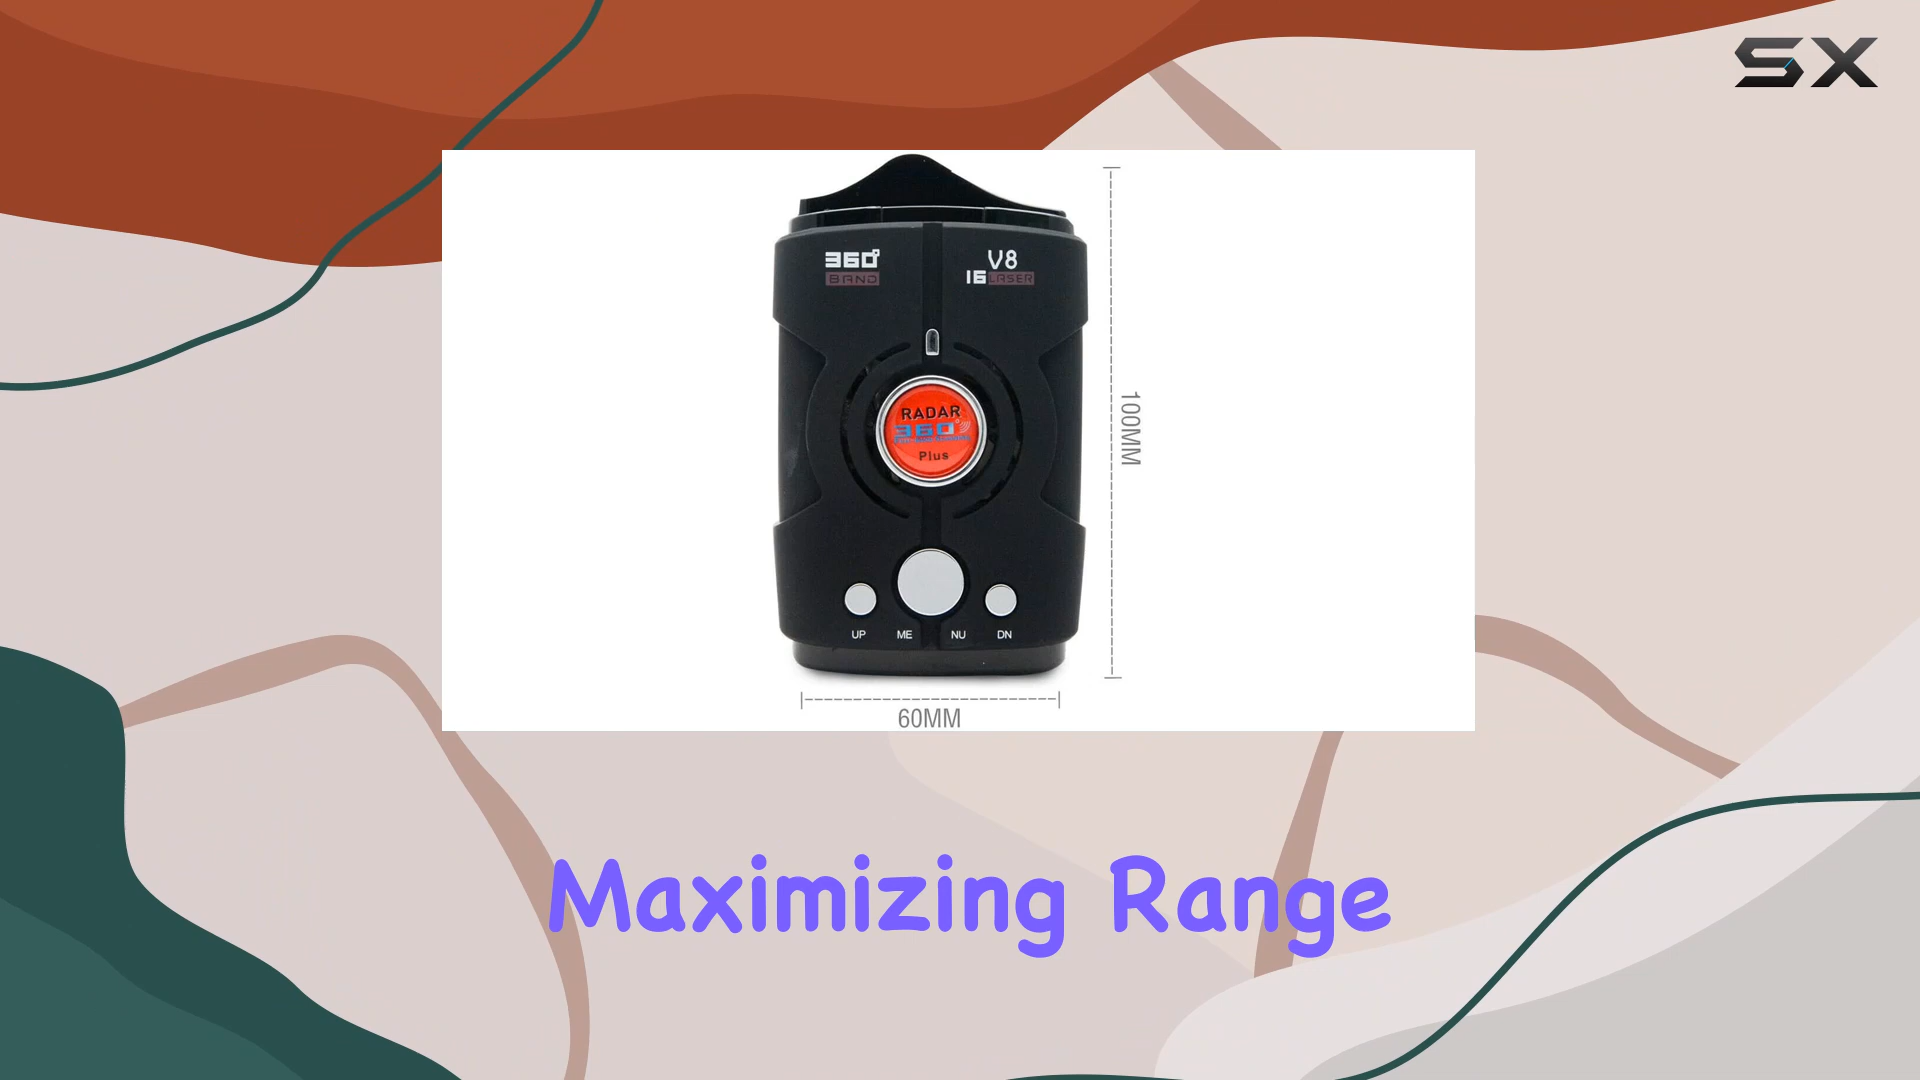 SX
360°
BAND
V8
16 LASER
RADAR
360°
Plus
UP ME NU DN
100MM
60MM
Maximizing Range